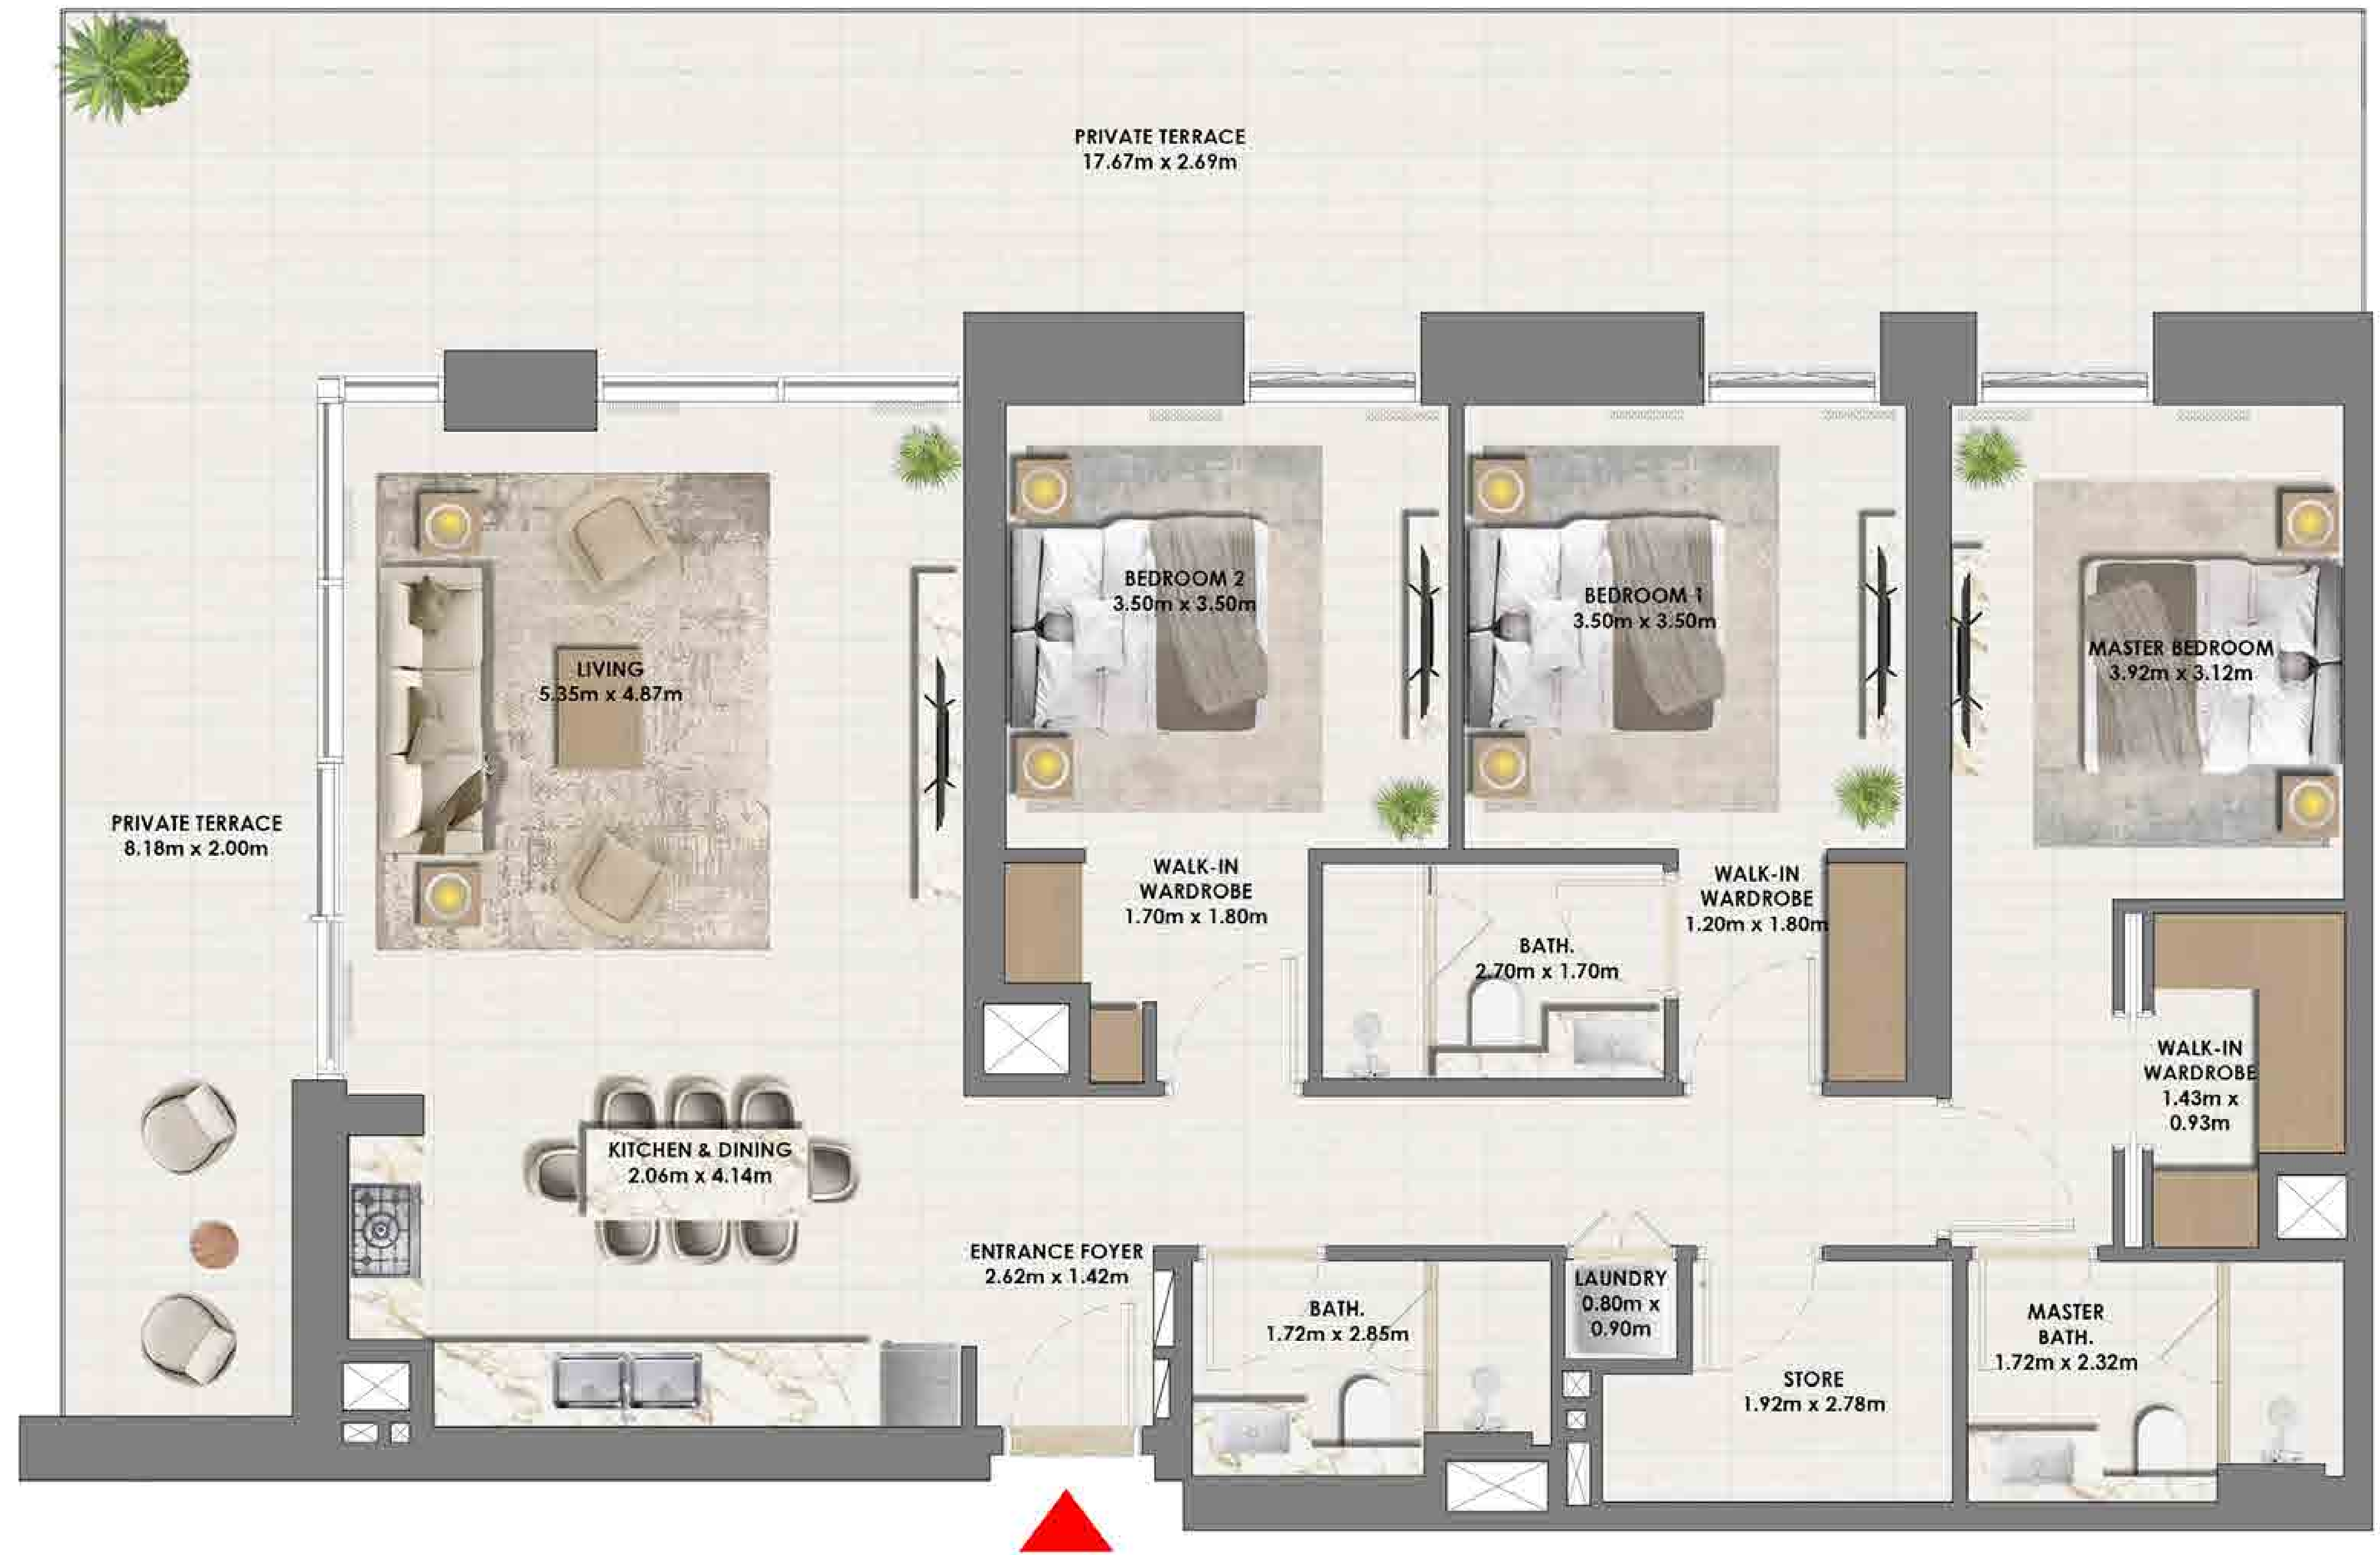 PRIVATE TERRACE
17.67m x 2.69m
BEDROOM 2
3.50m x 3.50m
BEDROOM 1
3.50m x 3.50m
MASTER BEDROOM
3.92m x 3.12m
LIVING
5.35m x 4.87m
PRIVATE TERRACE
8.18m x 2.00m
WALK-IN
WARDROBE
1.70m x 1.80m
WALK-IN
WARDROBE
1.20m x 1.80m
BATH.
2.70m x 1.70m
WALK-IN
WARDROBE
1.43m x
0.93m
KITCHEN & DINING
2.06m x 4.14m
ENTRANCE FOYER
2.62m x 1.42m
BATH.
1.72m x 2.85m
LAUNDRY
0.80m x
0.90m
STORE
1.92m x 2.78m
MASTER
BATH.
1.72m x 2.32m